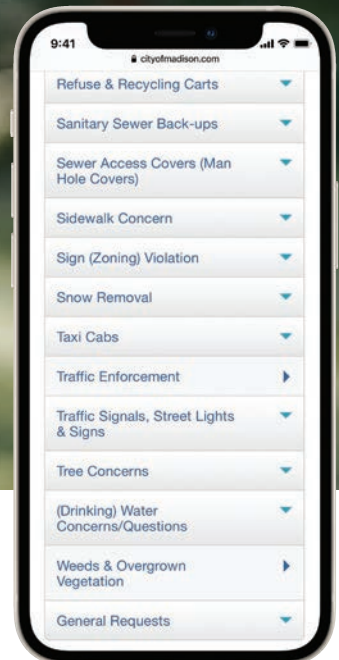 9:41
cityofmadison.com
Refuse & Recycling Carts
Sanitary Sewer Back-ups
Sewer Access Covers (Man
Hole Covers)
Sidewalk Concern
Sign (Zoning) Violation
Snow Removal
Taxi Cabs
Traffic Enforcement
Traffic Signals, Street Lights
& Signs
Tree Concerns
(Drinking) Water
Concerns/Questions
Weeds & Overgrown
Vegetation
General Requests